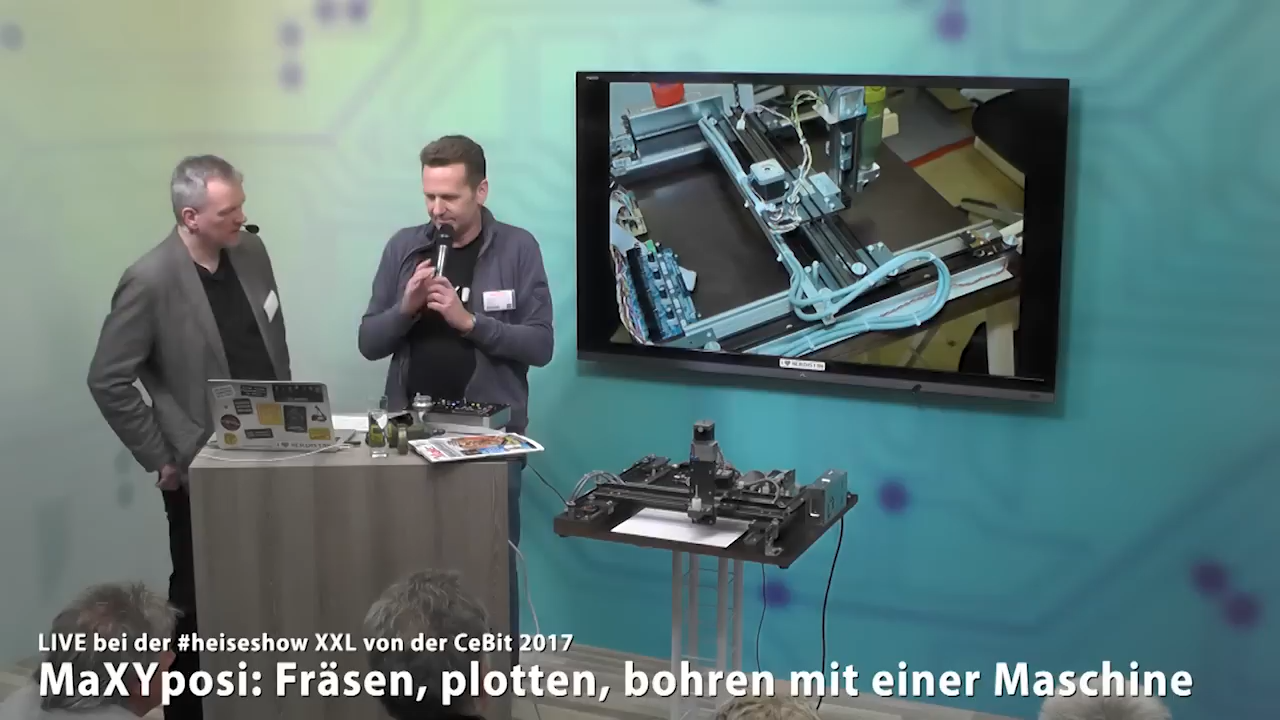 LIVE bei der #heiseshow XXL von der CeBit 2017
MaXYposi: Fräsen, plotten, bohren mit einer Maschine